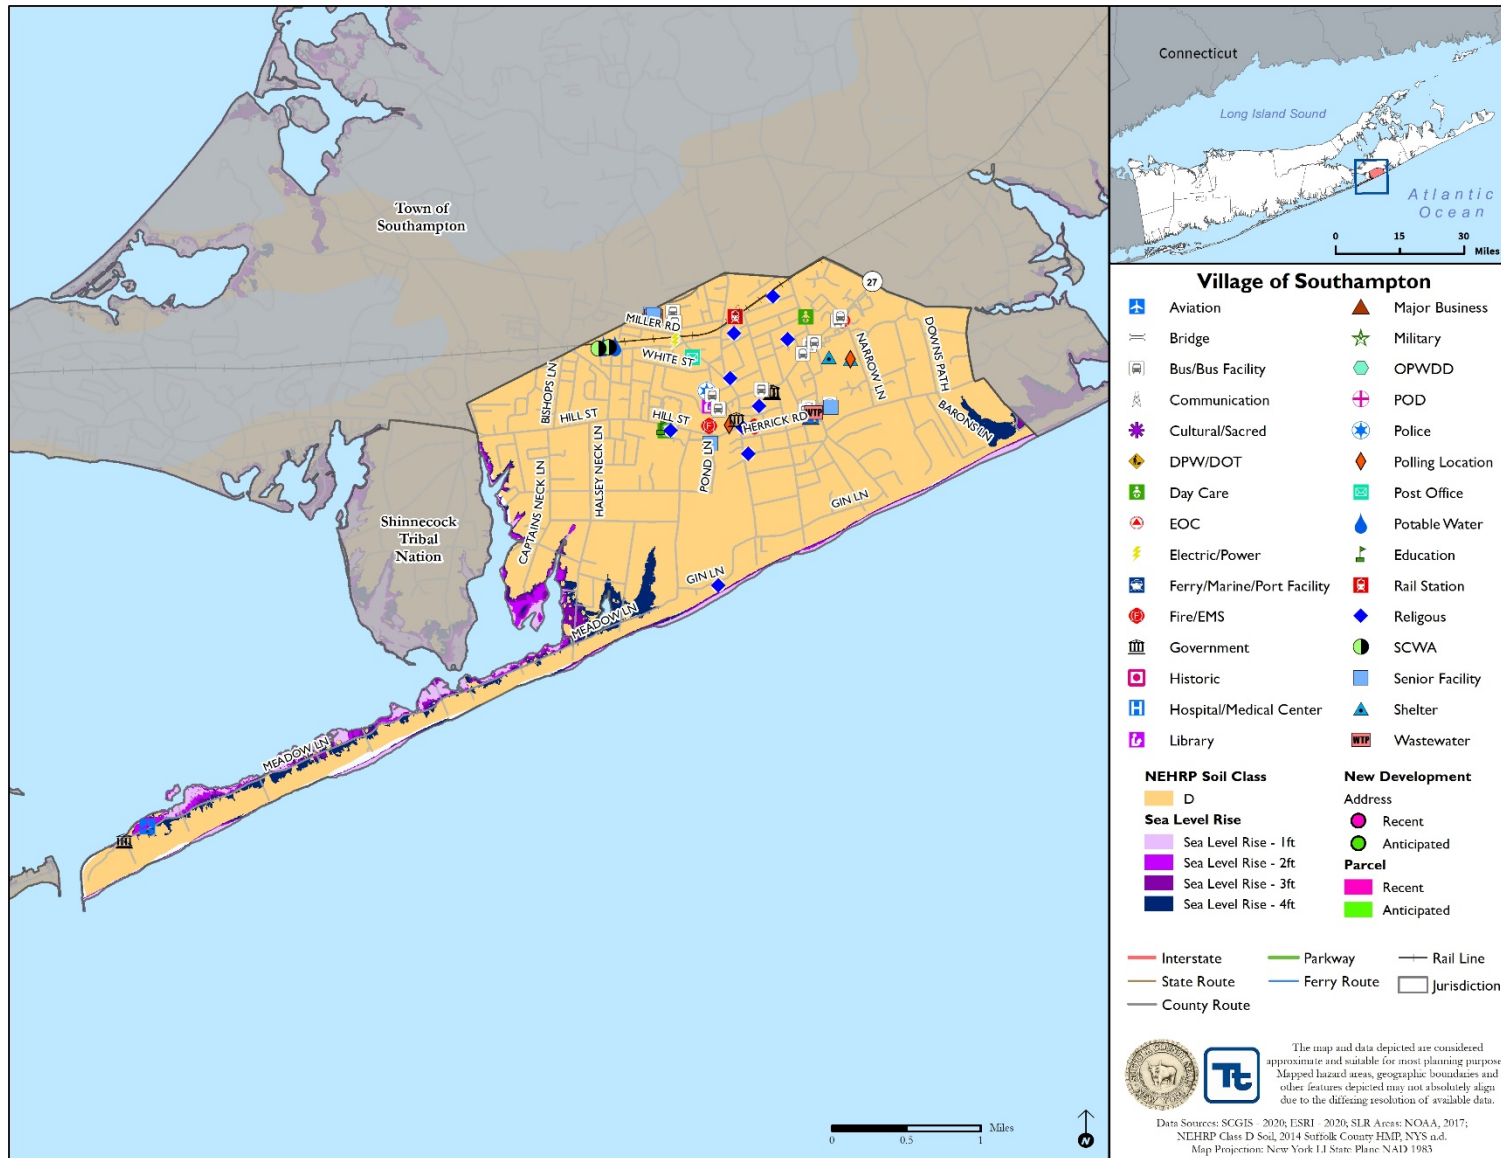 Town of
Southampton
Shinnecock
Tribal
Nation
27
MILLER RD
WHITE ST
BISHOPS LN
HILL ST
HILL ST
HERRICK RD
NARROW LN
DOWNS PATH
BARONS LN
CAPTAINS NECK LN
HALSEY NECK LN
POND LN
GIN LN
GIN LN
MEADOW LN
MEADOW LN
WTP
0 0.5 1 Miles
N
Connecticut
Long Island Sound
Atlantic
Ocean
0 15 30
Miles
Village of Southampton
Aviation
Bridge
Bus/Bus Facility
Communication
Cultural/Sacred
DPW/DOT
Day Care
EOC
Electric/Power
Ferry/Marine/Port Facility
Fire/EMS
Government
Historic
Hospital/Medical Center
Library
Major Business
Military
OPWDD
POD
Police
Polling Location
Post Office
Potable Water
Education
Rail Station
Religous
SCWA
Senior Facility
Shelter
WTP Wastewater
NEHRP Soil Class
D
Sea Level Rise
Sea Level Rise - 1ft
Sea Level Rise - 2ft
Sea Level Rise - 3ft
Sea Level Rise - 4ft
New Development
Address
Recent
Anticipated
Parcel
Recent
Anticipated
Interstate
State Route
County Route
Parkway
Ferry Route
Rail Line
Jurisdiction
Tt
The map and data depicted are considered
approximate and suitable for most planning purpose
Mapped hazard areas, geographic boundaries and
other features depicted may not absolutely align
due to the differing resolution of available data.
Data Sources: SCGIS - 2020; ESRI - 2020; SLR Areas: NOAA, 2017;
NEHRP Class D Soil, 2014 Suffolk County HMP, NYS n.d.
Map Projection: New York LI State Plane NAD 1983